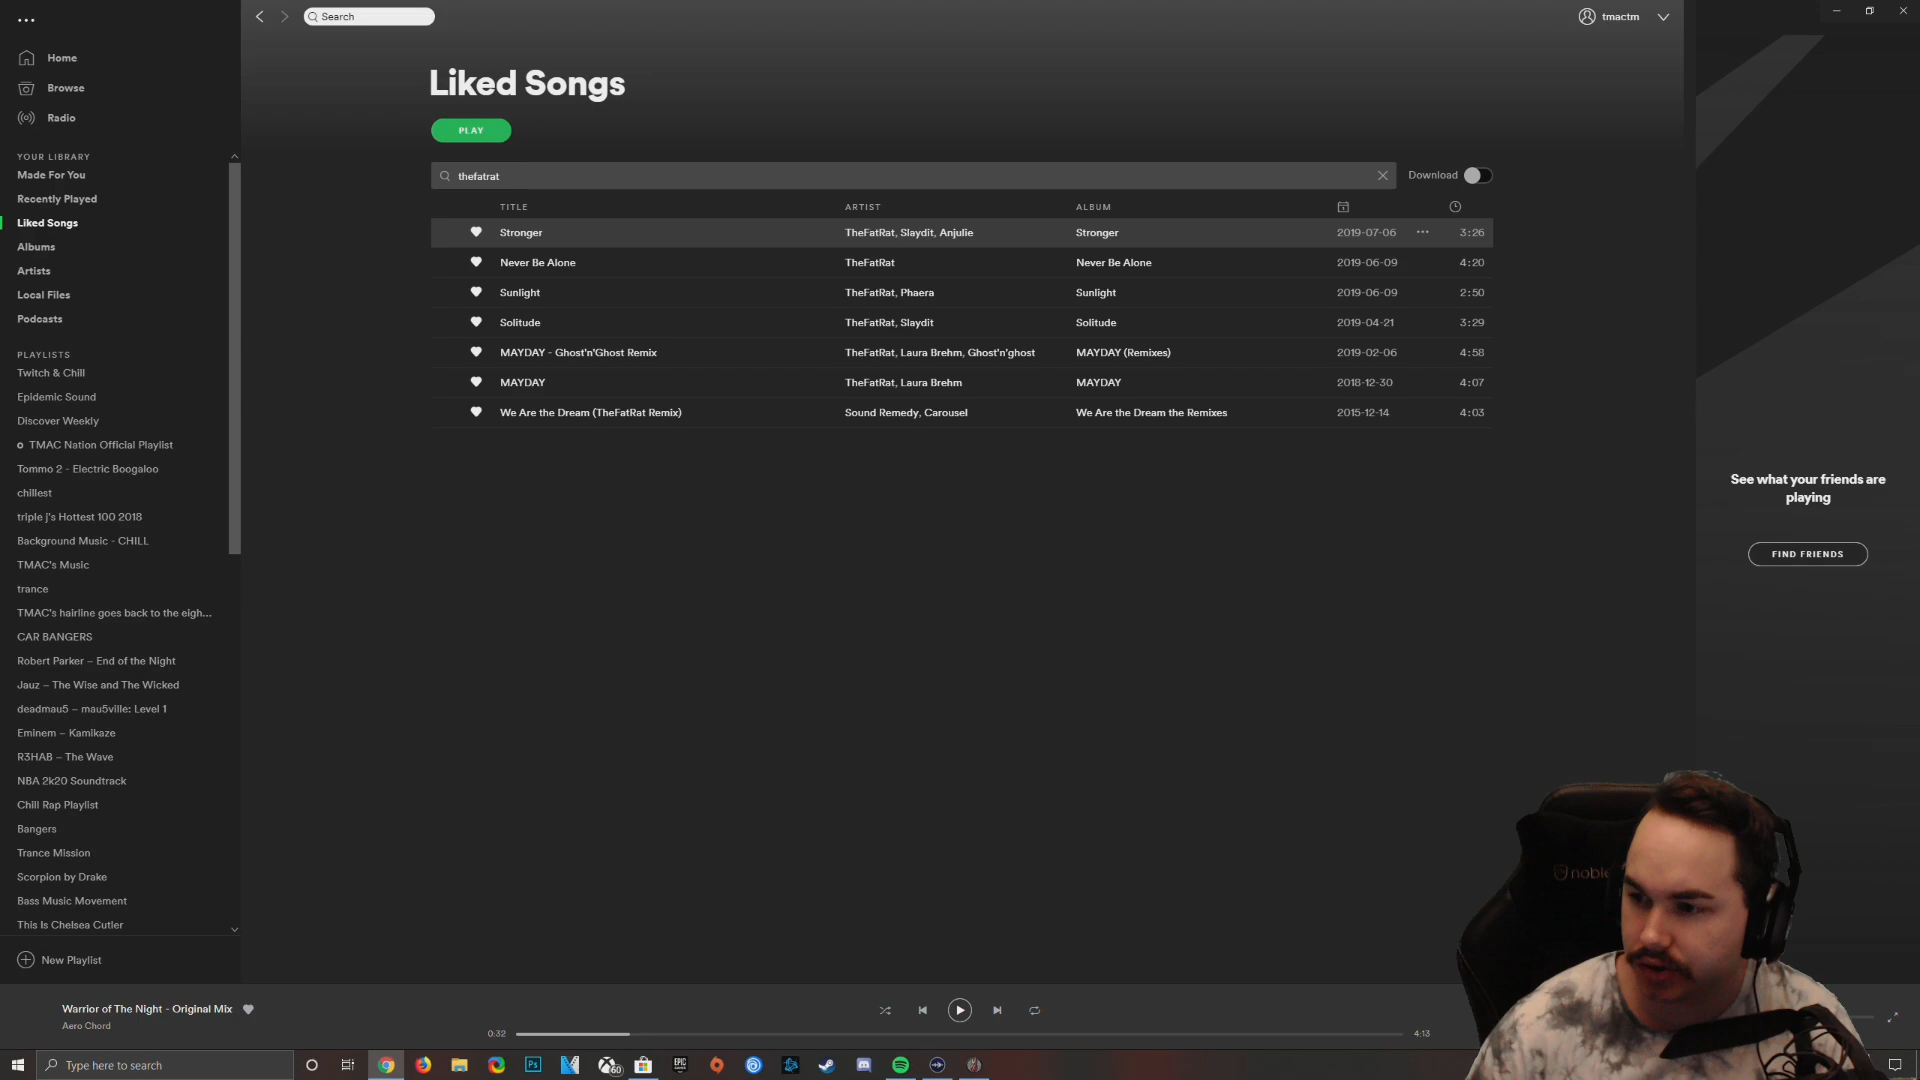 Search
tmactm
Home
Browse
Radio
YOUR LIBRARY
Made For You
Recently Played
Liked Songs
Albums
Artists
Local Files
Podcasts
PLAYLISTS
Twitch & Chill
Epidemic Sound
Discover Weekly
TMAC Nation Official Playlist
Tommo 2 - Electric Boogaloo
chillest
triple j's Hottest 100 2018
Background Music - CHILL
TMAC's Music
trance
TMAC's hairline goes back to the eigh...
CAR BANGERS
Robert Parker – End of the Night
Jauz – The Wise and The Wicked
deadmau5 – mau5ville: Level 1
Eminem – Kamikaze
R3HAB – The Wave
NBA 2k20 Soundtrack
Chill Rap Playlist
Bangers
Trance Mission
Scorpion by Drake
Bass Music Movement
This Is Chelsea Cutler
New Playlist
Liked Songs
PLAY
thefatrat
Download
TITLE ARTIST ALBUM
Stronger TheFatRat, Slaydit, Anjulie Stronger 2019-07-06 ... 3:26
Never Be Alone TheFatRat Never Be Alone 2019-06-09 4:20
Sunlight TheFatRat, Phaera Sunlight 2019-06-09 2:50
Solitude TheFatRat, Slaydit Solitude 2019-04-21 3:29
MAYDAY - Ghost'n'Ghost Remix TheFatRat, Laura Brehm, Ghost'n'ghost MAYDAY (Remixes) 2019-02-06 4:58
MAYDAY TheFatRat, Laura Brehm MAYDAY 2018-12-30 4:07
We Are the Dream (TheFatRat Remix) Sound Remedy, Carousel We Are the Dream the Remixes 2015-12-14 4:03
See what your friends are
playing
FIND FRIENDS
noble
Warrior of The Night - Original Mix
Aero Chord
0:32
4:13
Type here to search
Ps
60
EPIC
GAMES